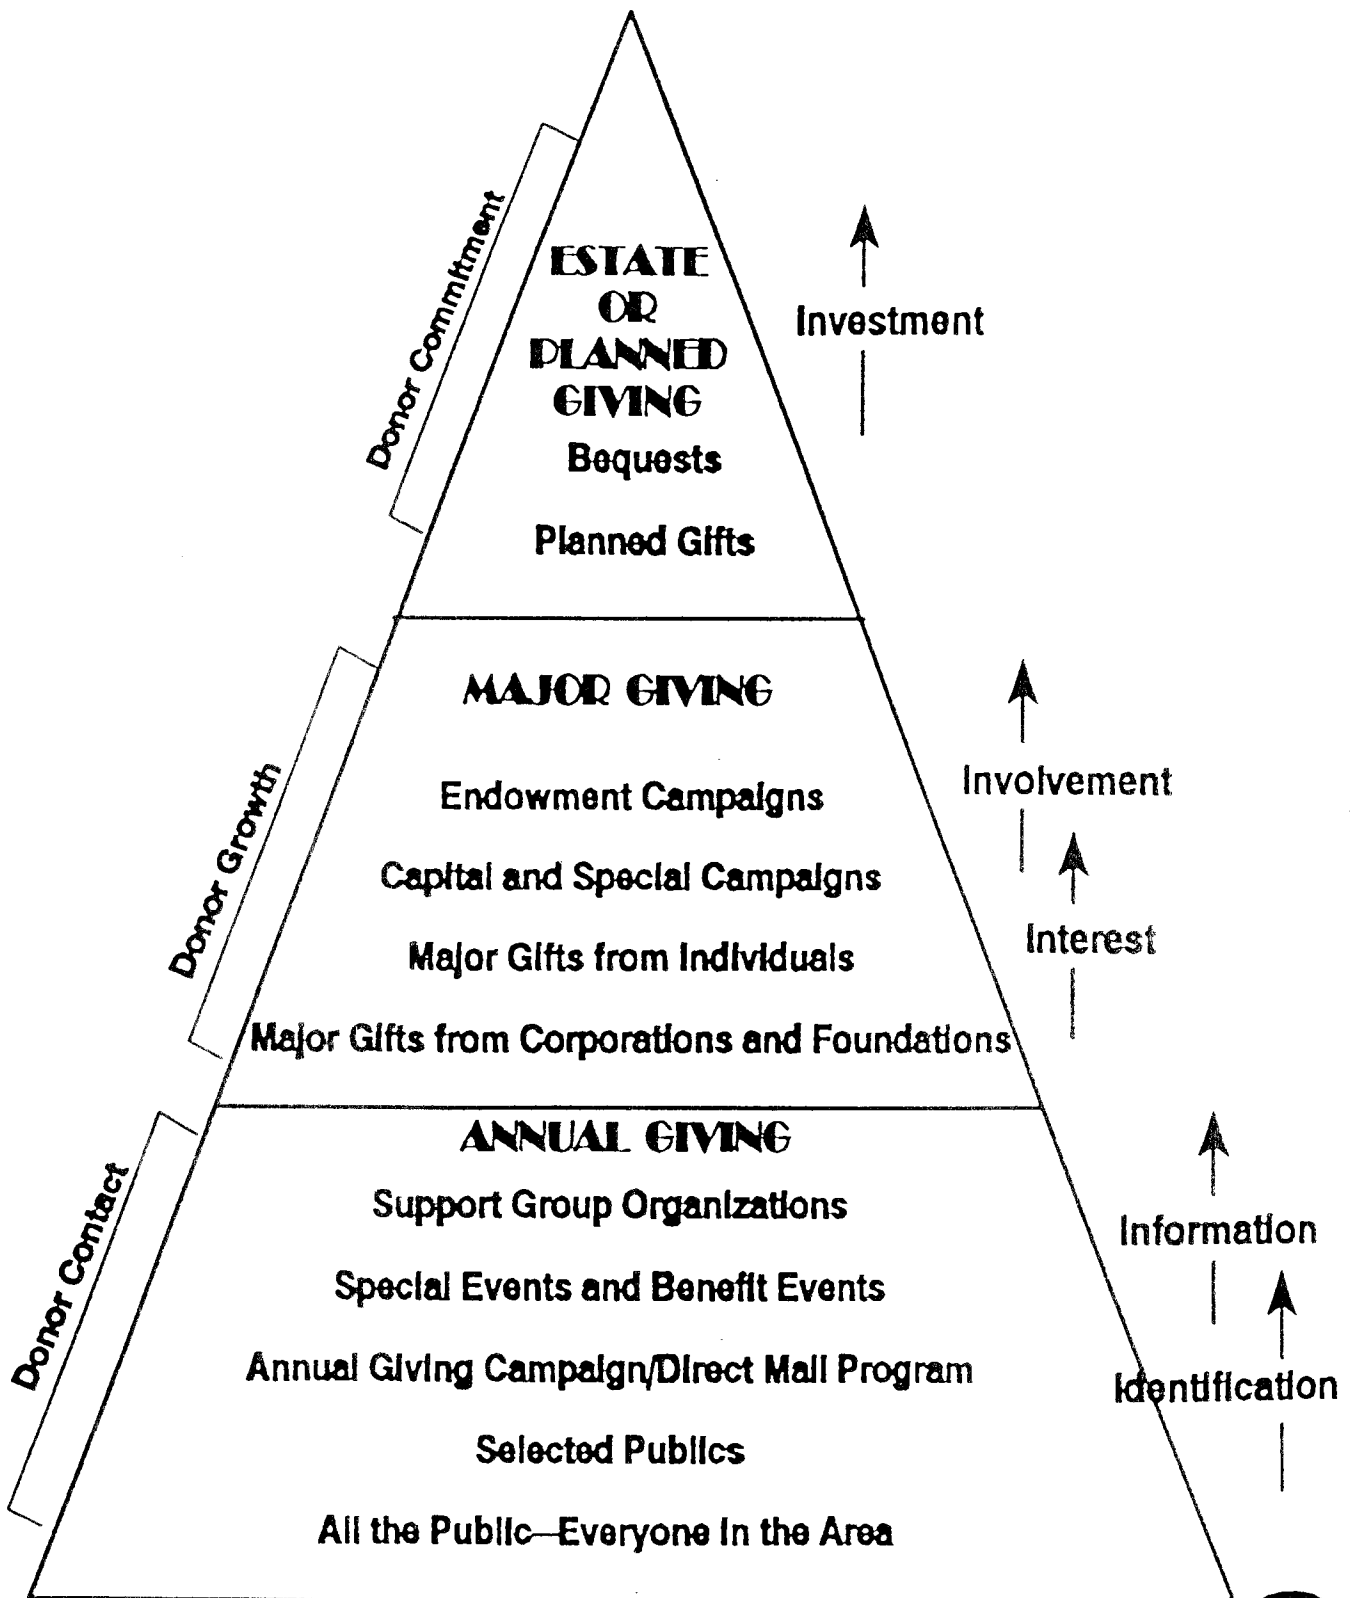 Donor Commitment
ESTATE
OR
PLANNED
GIVING
Bequests
Planned Gifts
Investment
Donor Growth
MAJOR GIVING
Endowment Campaigns
Capital and Special Campaigns
Major Gifts from Individuals
Major Gifts from Corporations and Foundations
Involvement
Interest
Donor Contact
ANNUAL GIVING
Support Group Organizations
Special Events and Benefit Events
Annual Giving Campaign/Direct Mail Program
Selected Publics
All the Public—Everyone in the Area
Information
Identification